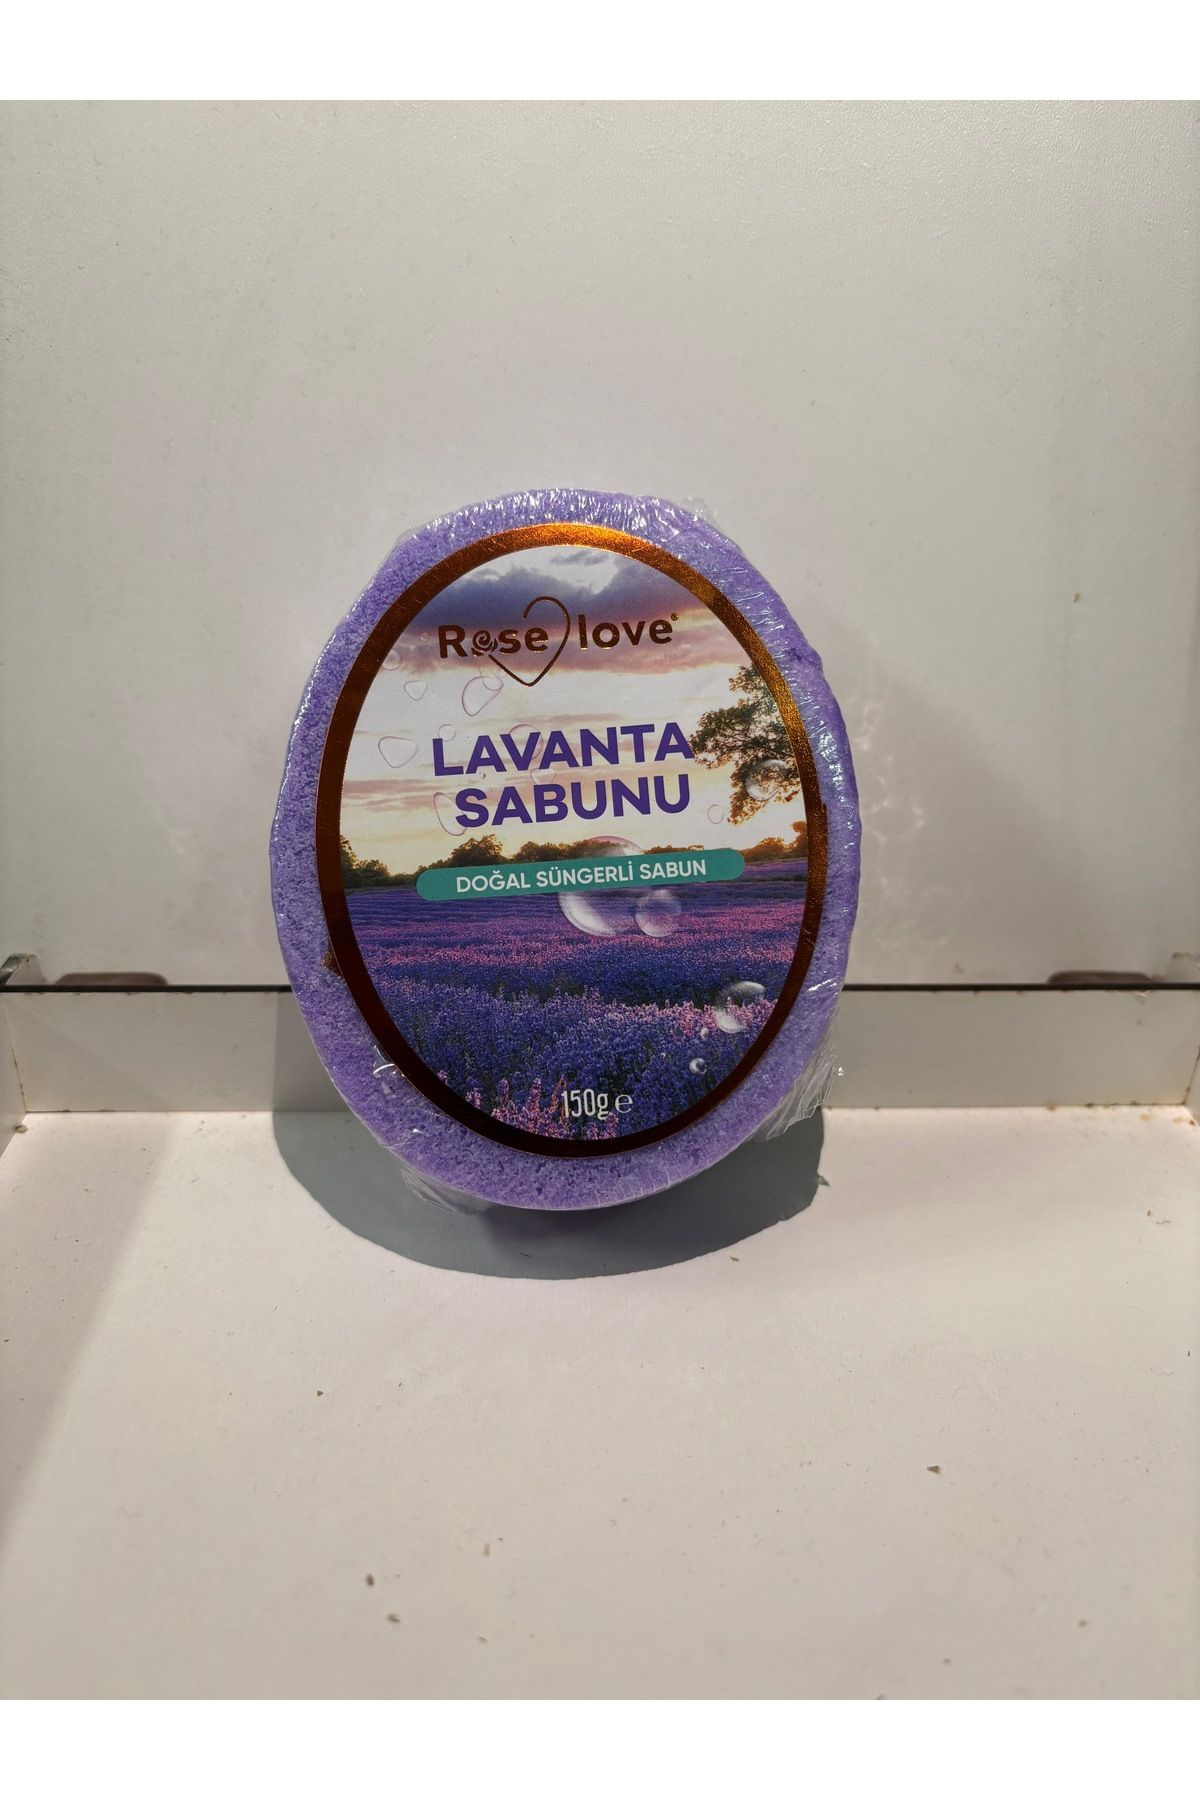 Rose love®
LAVANTA
SABUNU
DOĞAL SÜNGERLİ SABUN
150g ℮